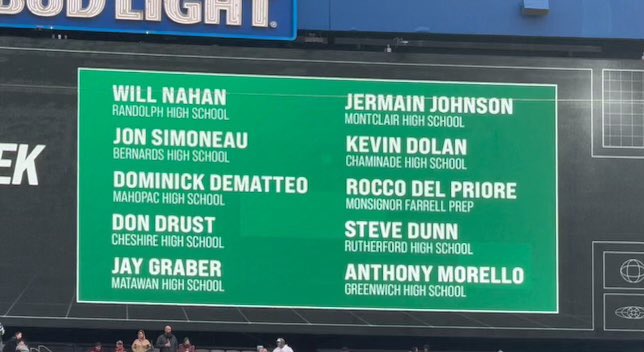 BUD LIGHT
EK
WILL NAHAN
RANDOLPH HIGH SCHOOL
JON SIMONEAU
BERNARDS HIGH SCHOOL
DOMINICK DEMATTEO
MAHOPAC HIGH SCHOOL
DON DRUST
CHESHIRE HIGH SCHOOL
JAY GRABER
MATAWAN HIGH SCHOOL
JERMAIN JOHNSON
MONTCLAIR HIGH SCHOOL
KEVIN DOLAN
CHAMINADE HIGH SCHOOL
ROCCO DEL PRIORE
MONSIGNOR FARRELL PREP
STEVE DUNN
RUTHERFORD HIGH SCHOOL
ANTHONY MORELLO
GREENWICH HIGH SCHOOL